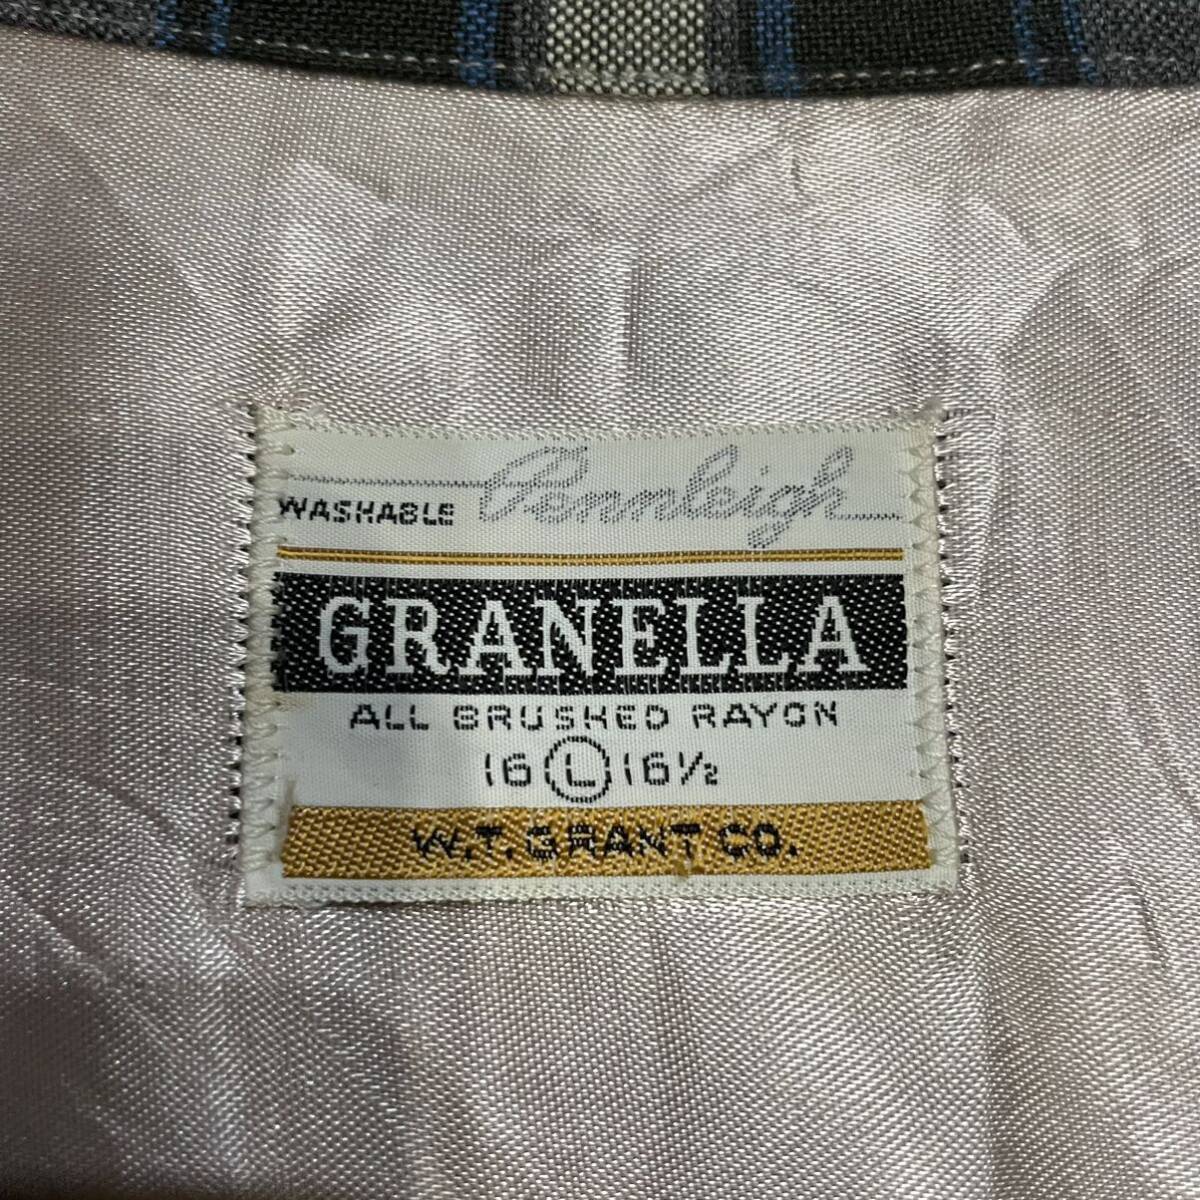 WASHABLE Pennleigh
GRANELLA
ALL BRUSHED RAYON
16 L 16½
W.T. GRANT CO.